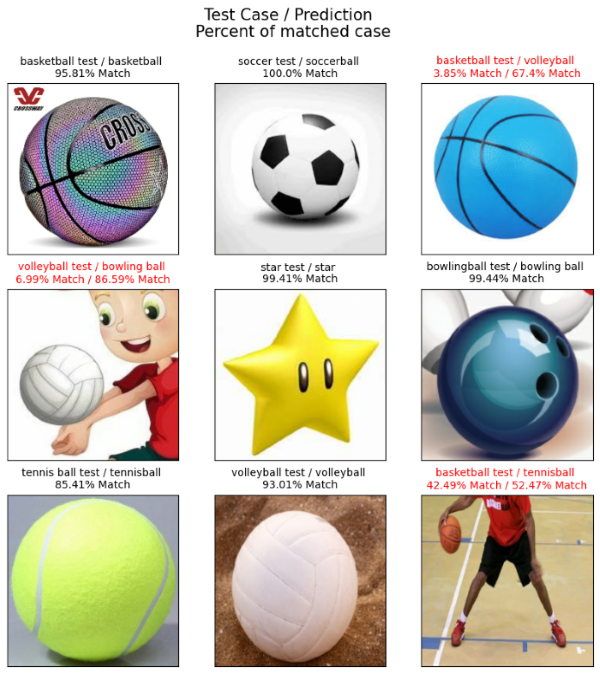 Test Case / Prediction
Percent of matched case
basketball test / basketball
95.81% Match
soccer test / soccerball
100.0% Match
basketball test / volleyball
3.85% Match / 67.4% Match
CROSSWAY
CROS
volleyball test / bowling ball
6.99% Match / 86.59% Match
star test / star
99.41% Match
bowlingball test / bowling ball
99.44% Match
tennis ball test / tennisball
85.41% Match
volleyball test / volleyball
93.01% Match
basketball test / tennisball
42.49% Match / 52.47% Match